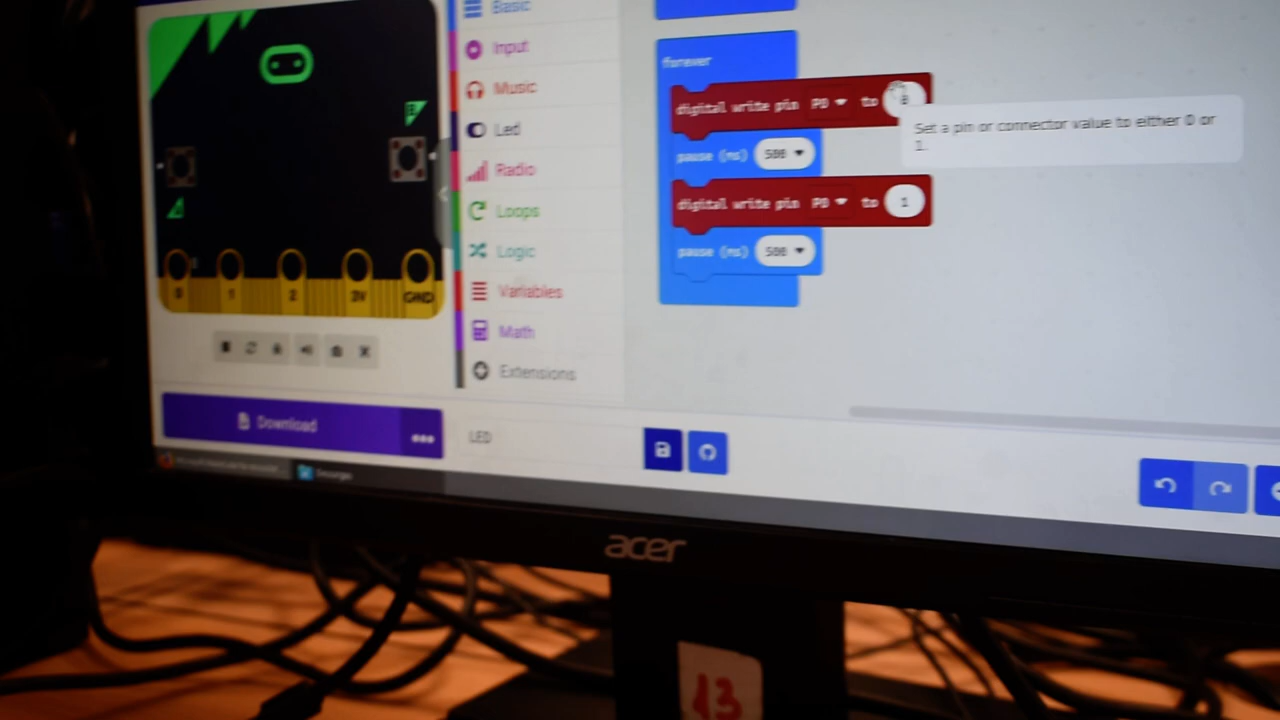 Basic
Input
Music
Led
Radio
Loops
Logic
Variables
Math
Extensions
forever
digital write pin P0 to 0
Set a pin or connector value to either 0 or
1.
pause (ms) 500
digital write pin P0 to 1
pause (ms) 500
B
A
0 1 2 3V GND
Download
LED
acer
13